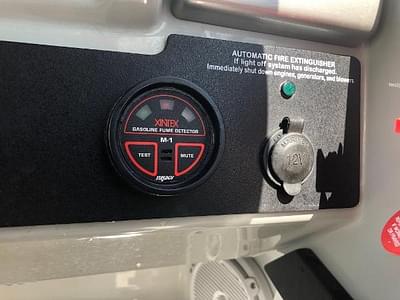 AUTOMATIC FIRE EXTINGUISHER
If light off system has discharged.
Immediately shut down engines, generators, and blowers
XINTEX
GASOLINE FUME DETECTOR
M-1
TEST
MUTE
FIREBOY
12V